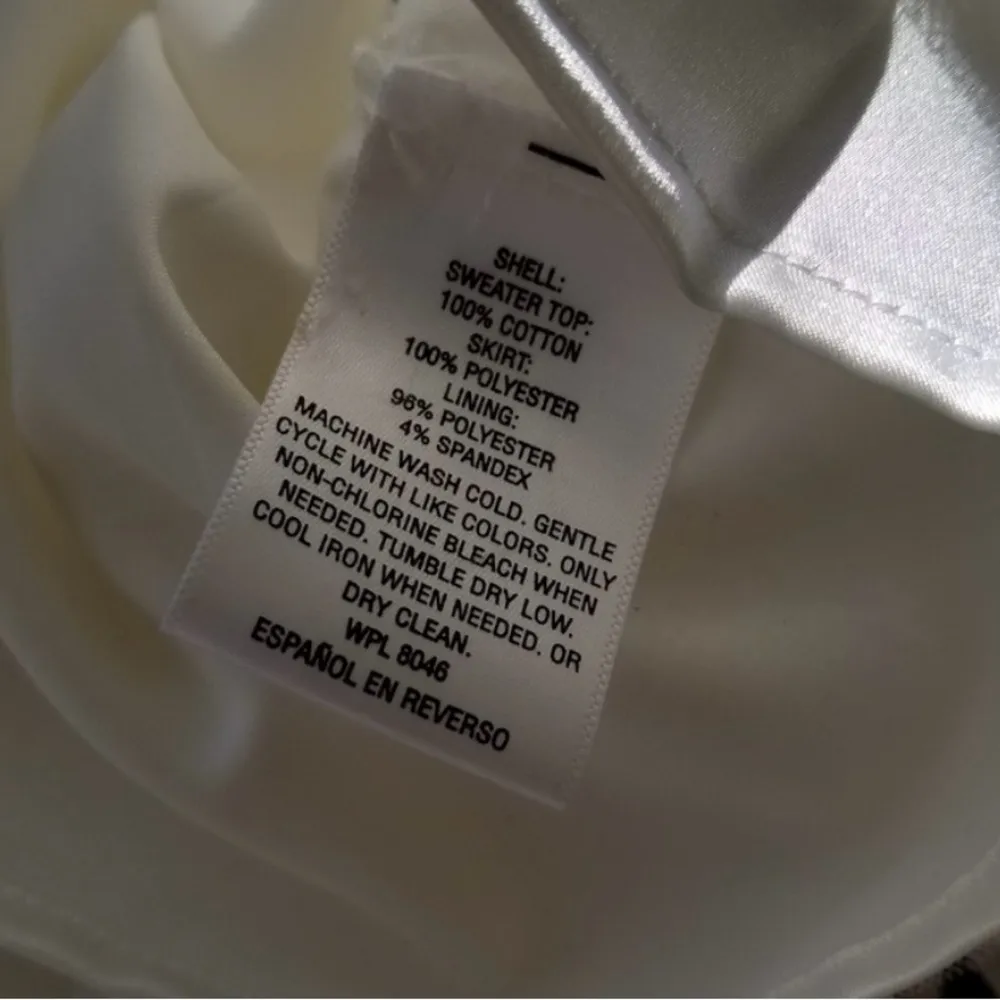 SHELL:
SWEATER TOP:
100% COTTON
SKIRT:
100% POLYESTER
LINING:
96% POLYESTER
4% SPANDEX
MACHINE WASH COLD. GENTLE
CYCLE WITH LIKE COLORS. ONLY
NON-CHLORINE BLEACH WHEN
NEEDED. TUMBLE DRY LOW.
COOL IRON WHEN NEEDED. OR
DRY CLEAN.
WPL 8046
ESPAÑOL EN REVERSO